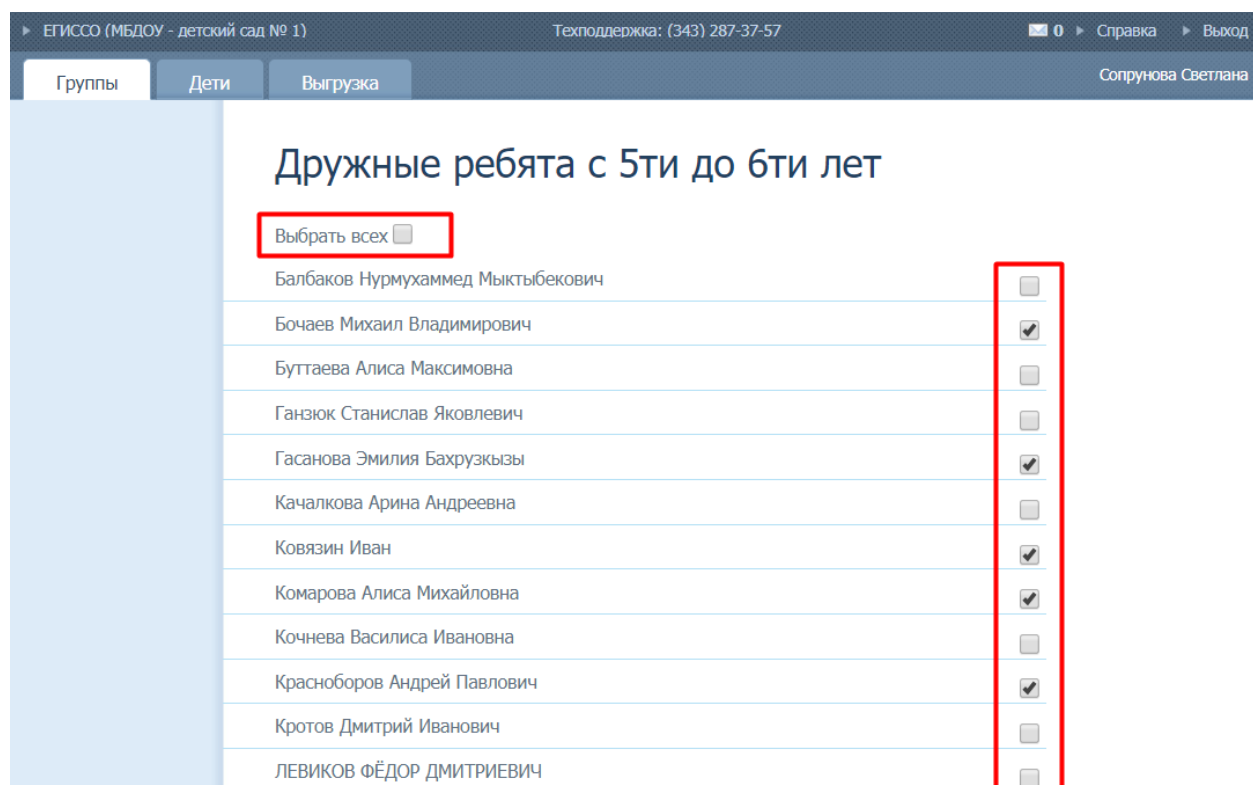 ЕГИССО (МБДОУ - детский сад № 1) Техподдержка: (343) 287-37-57 0 Справка Выход
Группы Дети Выгрузка Сопрунова Светлана
Дружные ребята с 5ти до 6ти лет
Выбрать всех
Балбаков Нурмухаммед Мыктыбекович
Бочаев Михаил Владимирович
Буттаева Алиса Максимовна
Ганзюк Станислав Яковлевич
Гасанова Эмилия Бахрузкызы
Качалкова Арина Андреевна
Ковязин Иван
Комарова Алиса Михайловна
Кочнева Василиса Ивановна
Красноборов Андрей Павлович
Кротов Дмитрий Иванович
ЛЕВИКОВ ФЁДОР ДМИТРИЕВИЧ